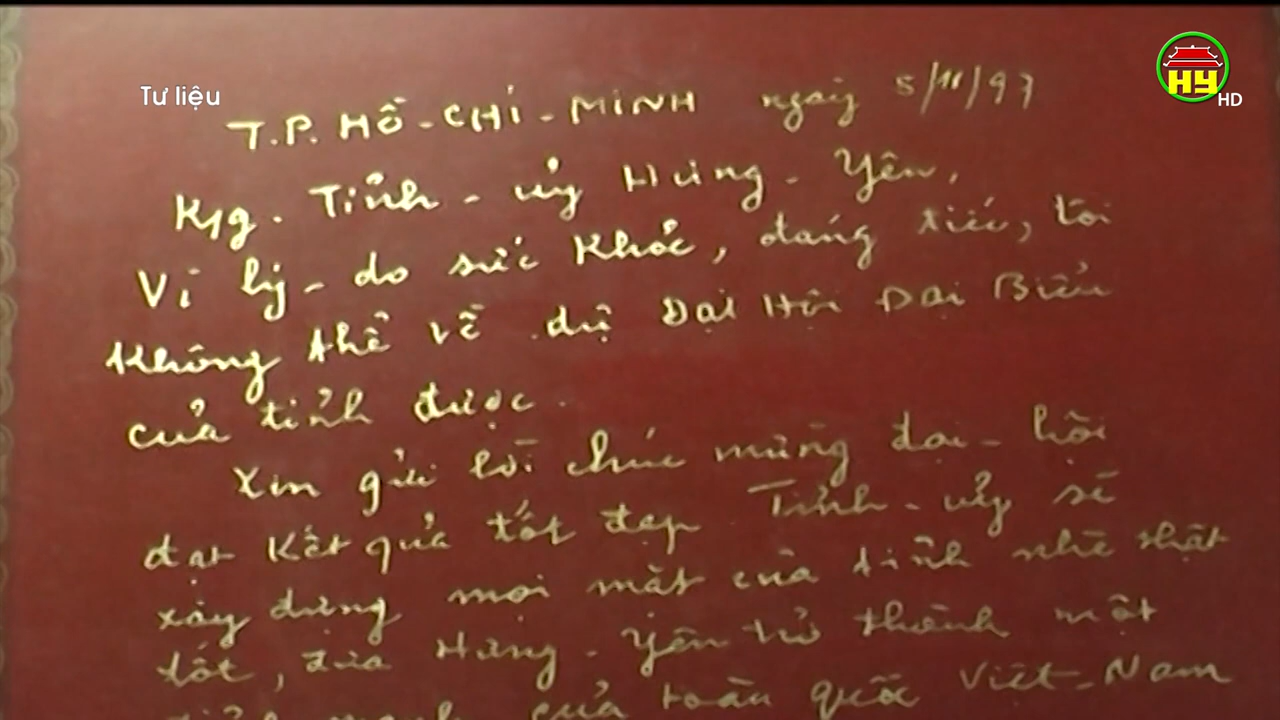 Tư liệu
HY
HD
T.P. HỒ-CHÍ-MINH ngày 5/11/97
Kg. Tỉnh-ủy Hưng-Yên,
Vì lý-do sức khỏe, đáng tiếc, tôi
không thể về dự Đại Hội Đại Biểu
của tỉnh được.
Xin gửi lời chúc mừng đại-hội
đạt kết quả tốt đẹp. Tỉnh-ủy sẽ
xây dựng mọi mặt của tỉnh nhà thật
tốt, đưa Hưng-Yên trở thành một
tỉnh mạnh của toàn quốc Việt-Nam